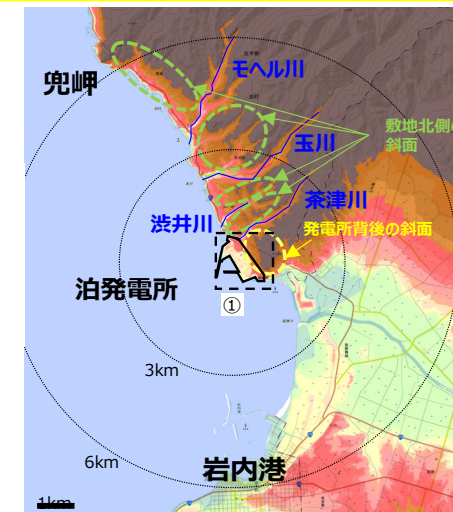 兜岬
モヘル川
敷地北側の
斜面
玉川
茶津川
渋井川
発電所背後の斜面
泊発電所
①
3km
6km
岩内港
1km